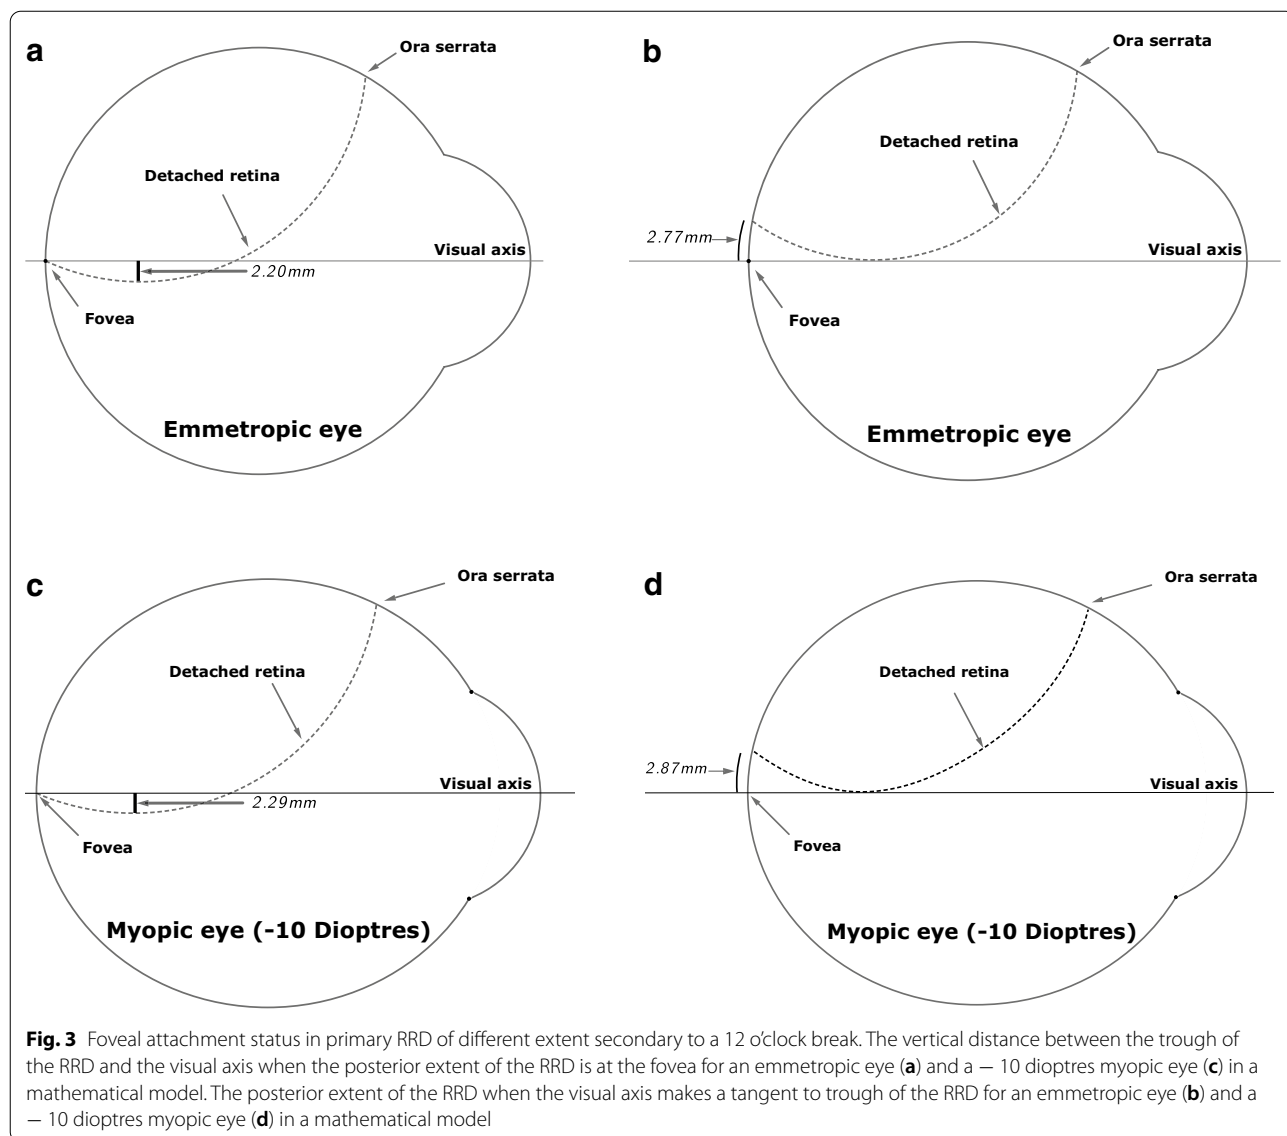 a
Ora serrata
Detached retina
Visual axis
2.20mm
Fovea
Emmetropic eye
b
Ora serrata
Detached retina
2.77mm
Visual axis
Fovea
Emmetropic eye
c
Ora serrata
Detached retina
Visual axis
2.29mm
Fovea
Myopic eye (-10 Dioptres)
d
Ora serrata
Detached retina
2.87mm
Visual axis
Fovea
Myopic eye (-10 Dioptres)
Fig. 3 Foveal attachment status in primary RRD of different extent secondary to a 12 o’clock break. The vertical distance between the trough of
the RRD and the visual axis when the posterior extent of the RRD is at the fovea for an emmetropic eye (a) and a − 10 dioptres myopic eye (c) in a
mathematical model. The posterior extent of the RRD when the visual axis makes a tangent to trough of the RRD for an emmetropic eye (b) and a
− 10 dioptres myopic eye (d) in a mathematical model